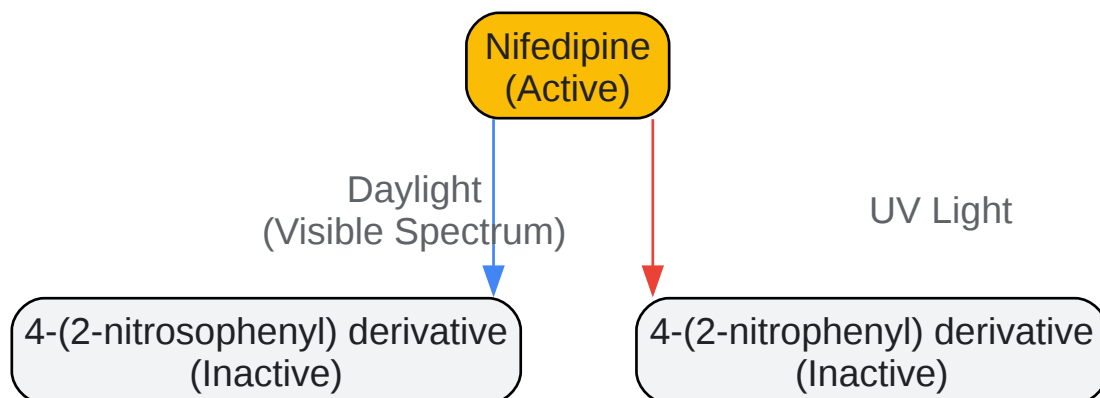 Nifedipine
(Active)
Daylight
(Visible Spectrum)
UV Light
4-(2-nitrosophenyl) derivative
(Inactive)
4-(2-nitrophenyl) derivative
(Inactive)